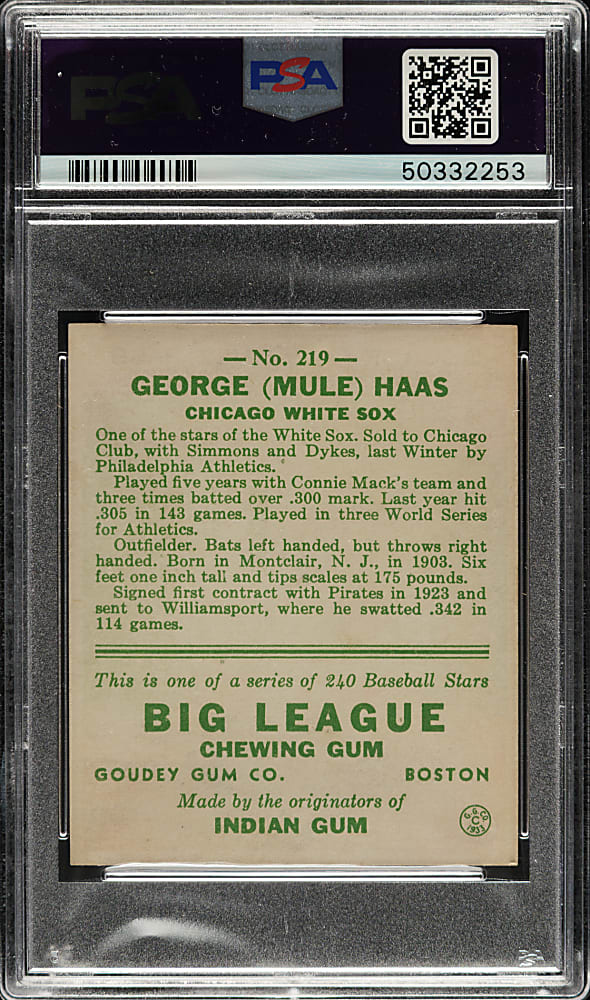 PSA
PSA
50332253
— No. 219 —
GEORGE (MULE) HAAS
CHICAGO WHITE SOX
One of the stars of the White Sox. Sold to Chicago
Club, with Simmons and Dykes, last Winter by
Philadelphia Athletics.
Played five years with Connie Mack's team and
three times batted over .300 mark. Last year hit
.305 in 143 games. Played in three World Series
for Athletics.
Outfielder. Bats left handed, but throws right
handed. Born in Montclair, N. J., in 1903. Six
feet one inch tall and tips scales at 175 pounds.
Signed first contract with Pirates in 1923 and
sent to Williamsport, where he swatted .342 in
114 games.
This is one of a series of 240 Baseball Stars
BIG LEAGUE
CHEWING GUM
GOUDEY GUM CO. BOSTON
Made by the originators of
INDIAN GUM
G. G. CO.
C
1933